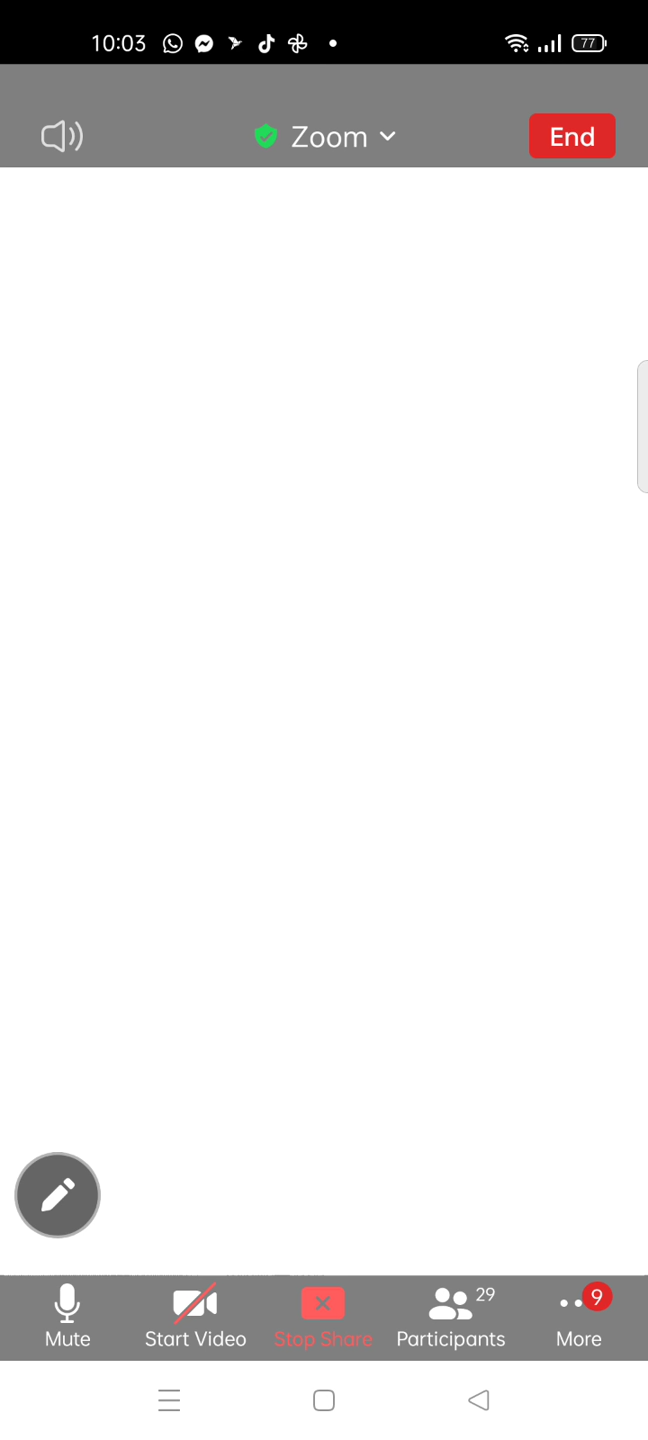 10:03
77
Zoom
End
29
9
Mute
Start Video
Stop Share
Participants
More